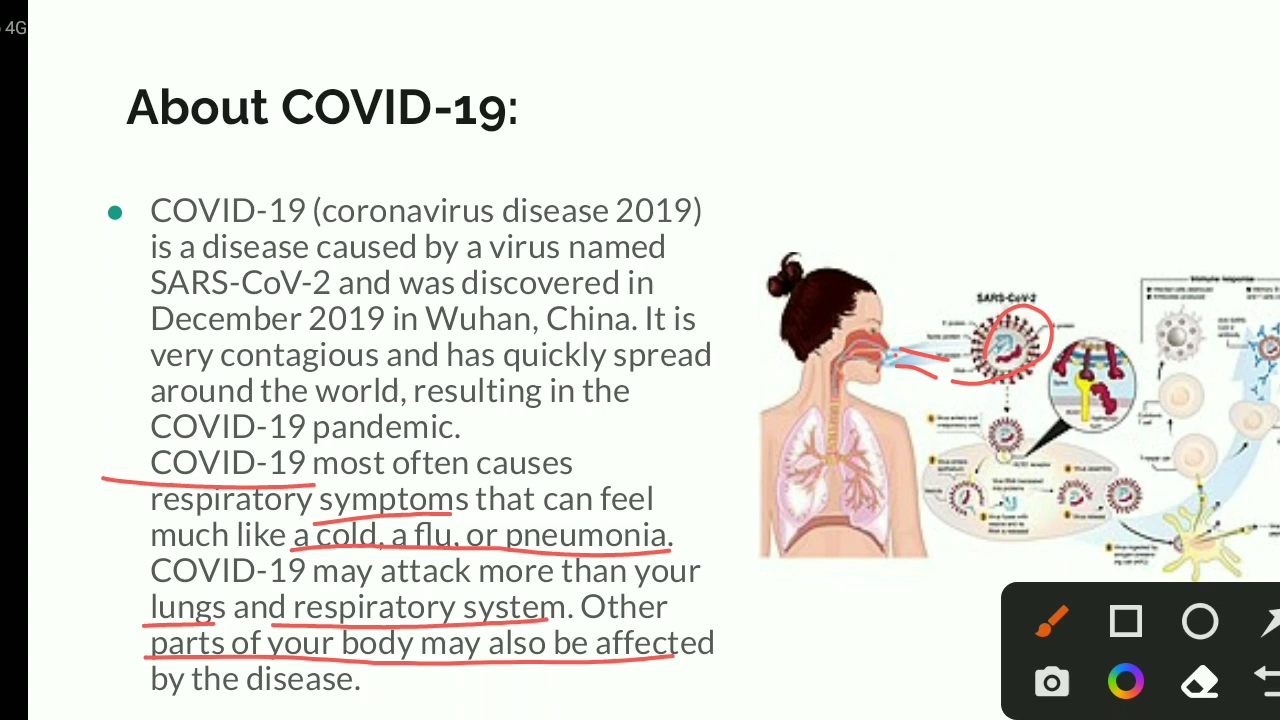 4G
About COVID-19:
COVID-19 (coronavirus disease 2019)
is a disease caused by a virus named
SARS-CoV-2 and was discovered in
December 2019 in Wuhan, China. It is
very contagious and has quickly spread
around the world, resulting in the
COVID-19 pandemic.
COVID-19 most often causes
respiratory symptoms that can feel
much like a cold, a flu, or pneumonia.
COVID-19 may attack more than your
lungs and respiratory system. Other
parts of your body may also be affected
by the disease.
SARS-CoV-2
Immune response